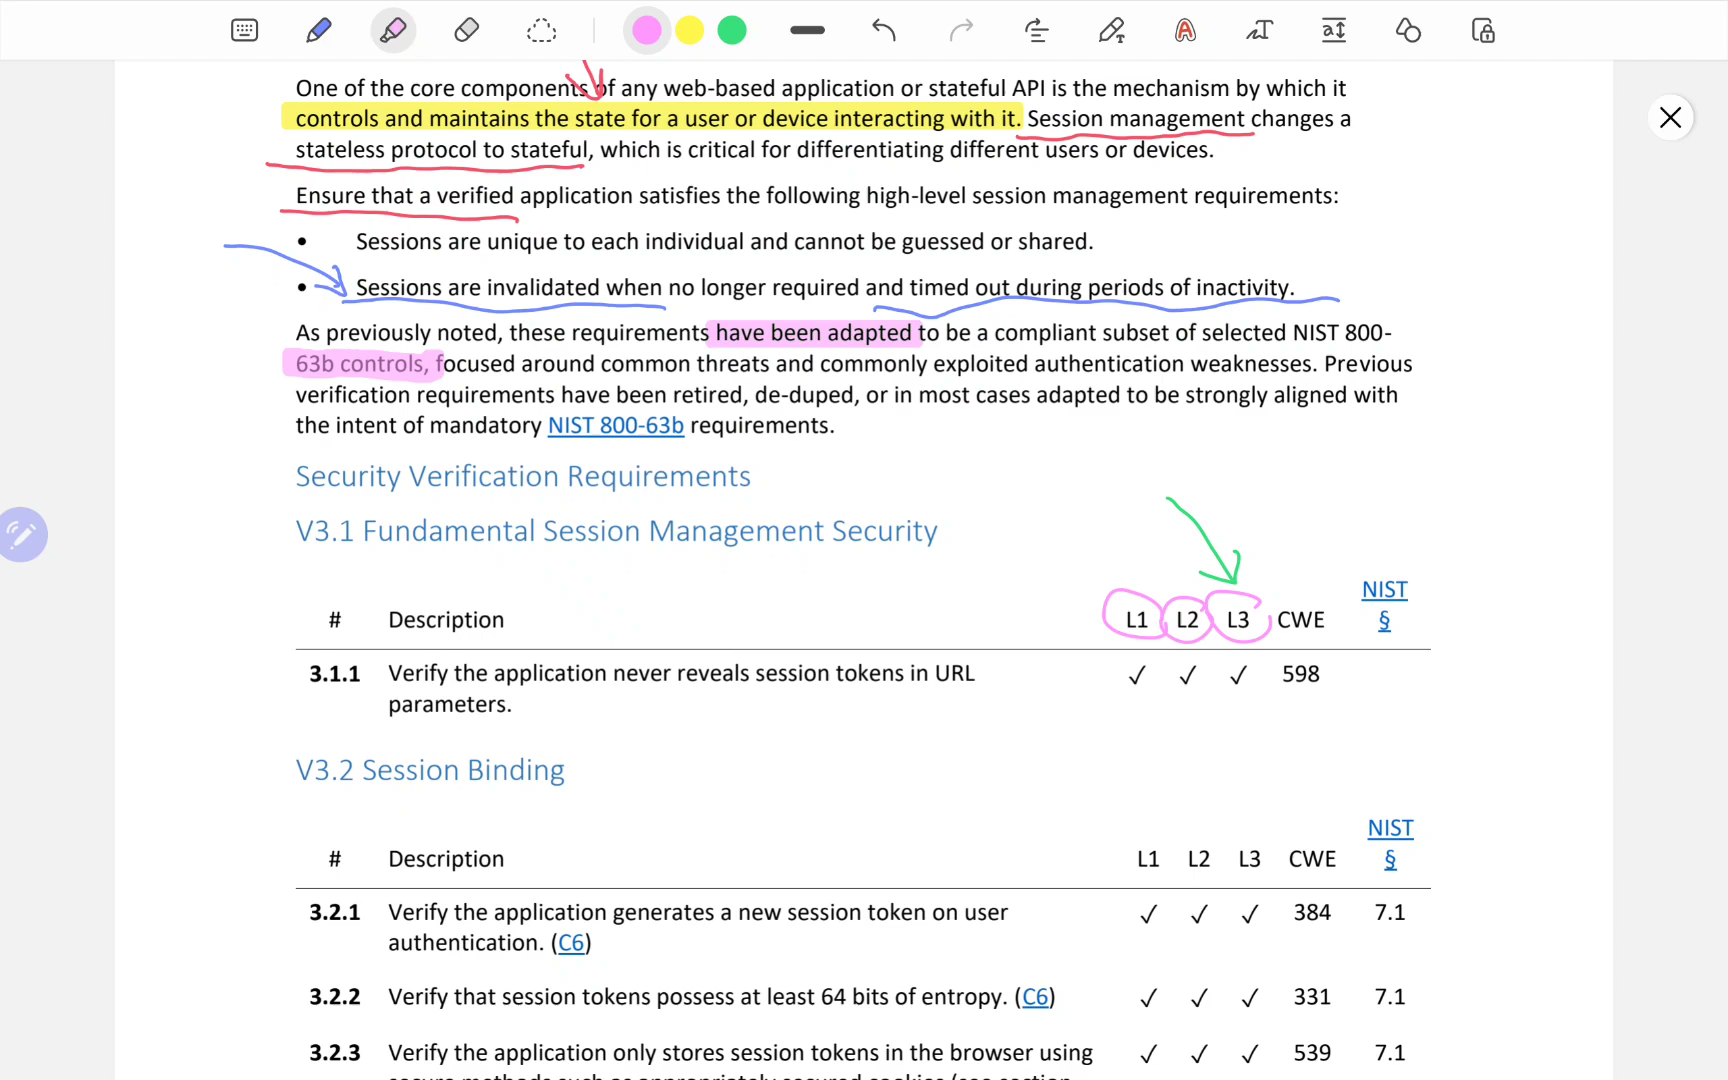 One of the core components of any web-based application or stateful API is the mechanism by which it
controls and maintains the state for a user or device interacting with it. Session management changes a
stateless protocol to stateful, which is critical for differentiating different users or devices.
Ensure that a verified application satisfies the following high-level session management requirements:
• Sessions are unique to each individual and cannot be guessed or shared.
• Sessions are invalidated when no longer required and timed out during periods of inactivity.
As previously noted, these requirements have been adapted to be a compliant subset of selected NIST 800-
63b controls, focused around common threats and commonly exploited authentication weaknesses. Previous
verification requirements have been retired, de-duped, or in most cases adapted to be strongly aligned with
the intent of mandatory NIST 800-63b requirements.
Security Verification Requirements
V3.1 Fundamental Session Management Security
# Description L1 L2 L3 CWE NIST §
3.1.1 Verify the application never reveals session tokens in URL ✓ ✓ ✓ 598
parameters.
V3.2 Session Binding
# Description L1 L2 L3 CWE NIST §
3.2.1 Verify the application generates a new session token on user ✓ ✓ ✓ 384 7.1
authentication. (C6)
3.2.2 Verify that session tokens possess at least 64 bits of entropy. (C6) ✓ ✓ ✓ 331 7.1
3.2.3 Verify the application only stores session tokens in the browser using ✓ ✓ ✓ 539 7.1
secure methods such as appropriately secured cookies (see section